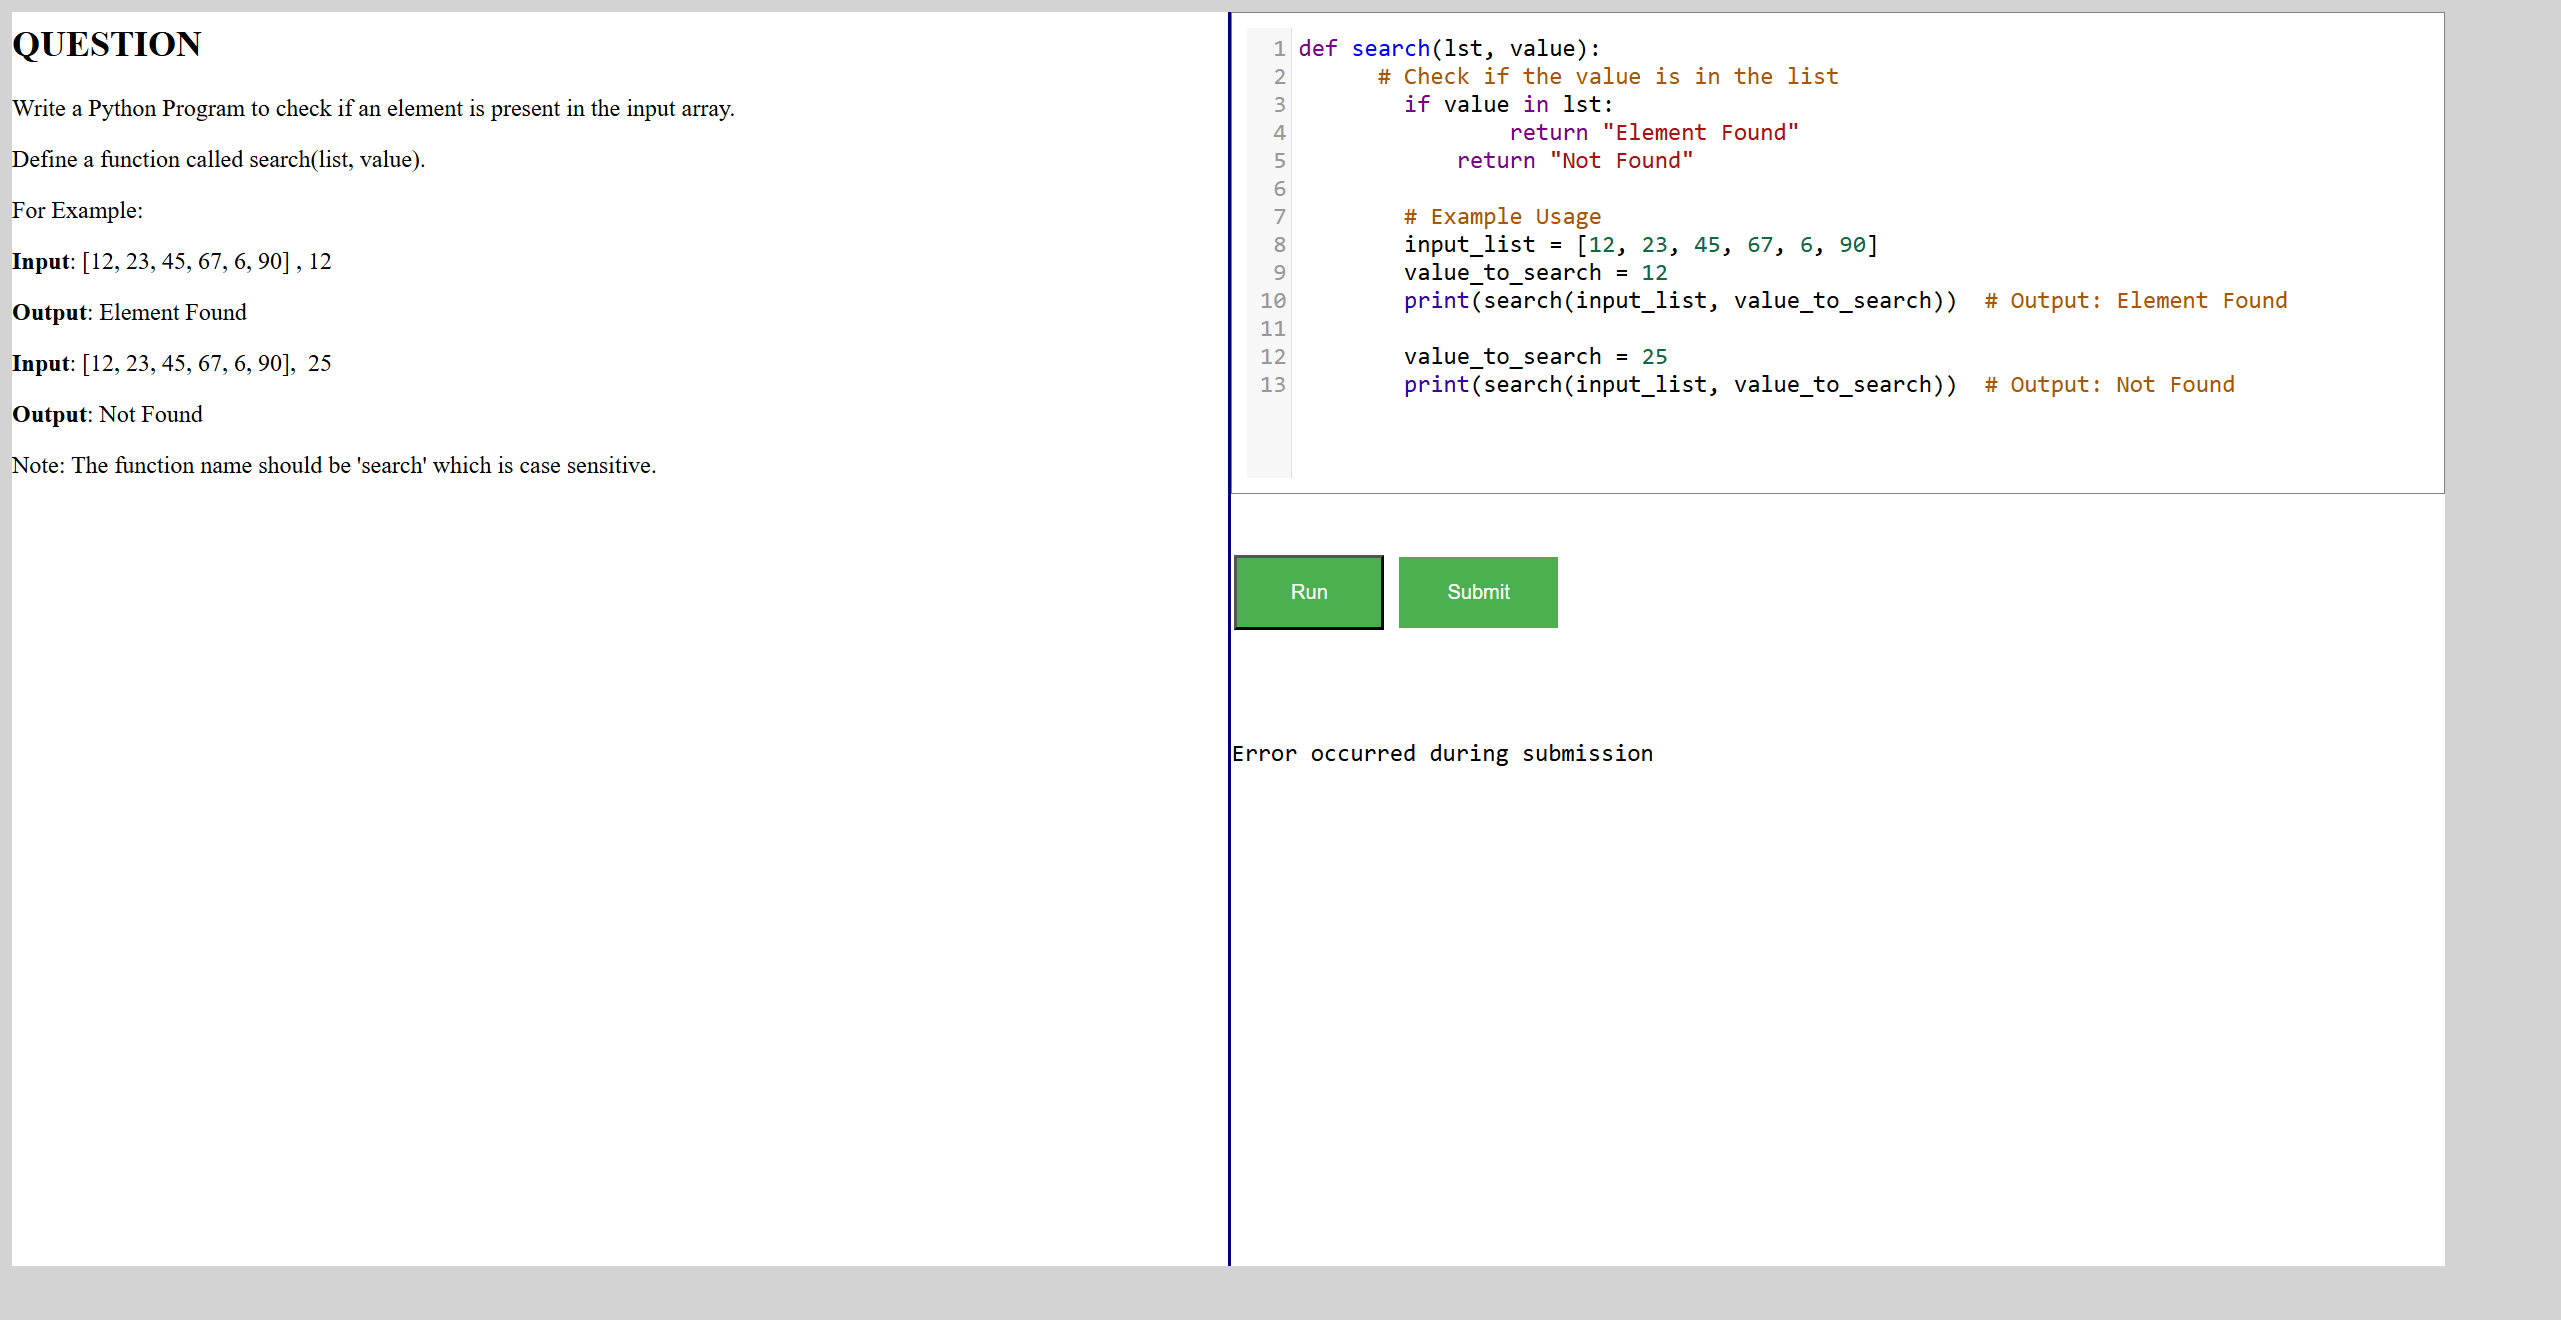 QUESTION
Write a Python Program to check if an element is present in the input array.
Define a function called search(list, value).
For Example:
Input: [12, 23, 45, 67, 6, 90] , 12
Output: Element Found
Input: [12, 23, 45, 67, 6, 90],  25
Output: Not Found
Note: The function name should be 'search' which is case sensitive.
1 def search(lst, value):
2       # Check if the value is in the list
3         if value in lst:
4                 return "Element Found"
5             return "Not Found"
6
7         # Example Usage
8         input_list = [12, 23, 45, 67, 6, 90]
9         value_to_search = 12
10         print(search(input_list, value_to_search))  # Output: Element Found
11
12         value_to_search = 25
13         print(search(input_list, value_to_search))  # Output: Not Found
Run Submit
Error occurred during submission